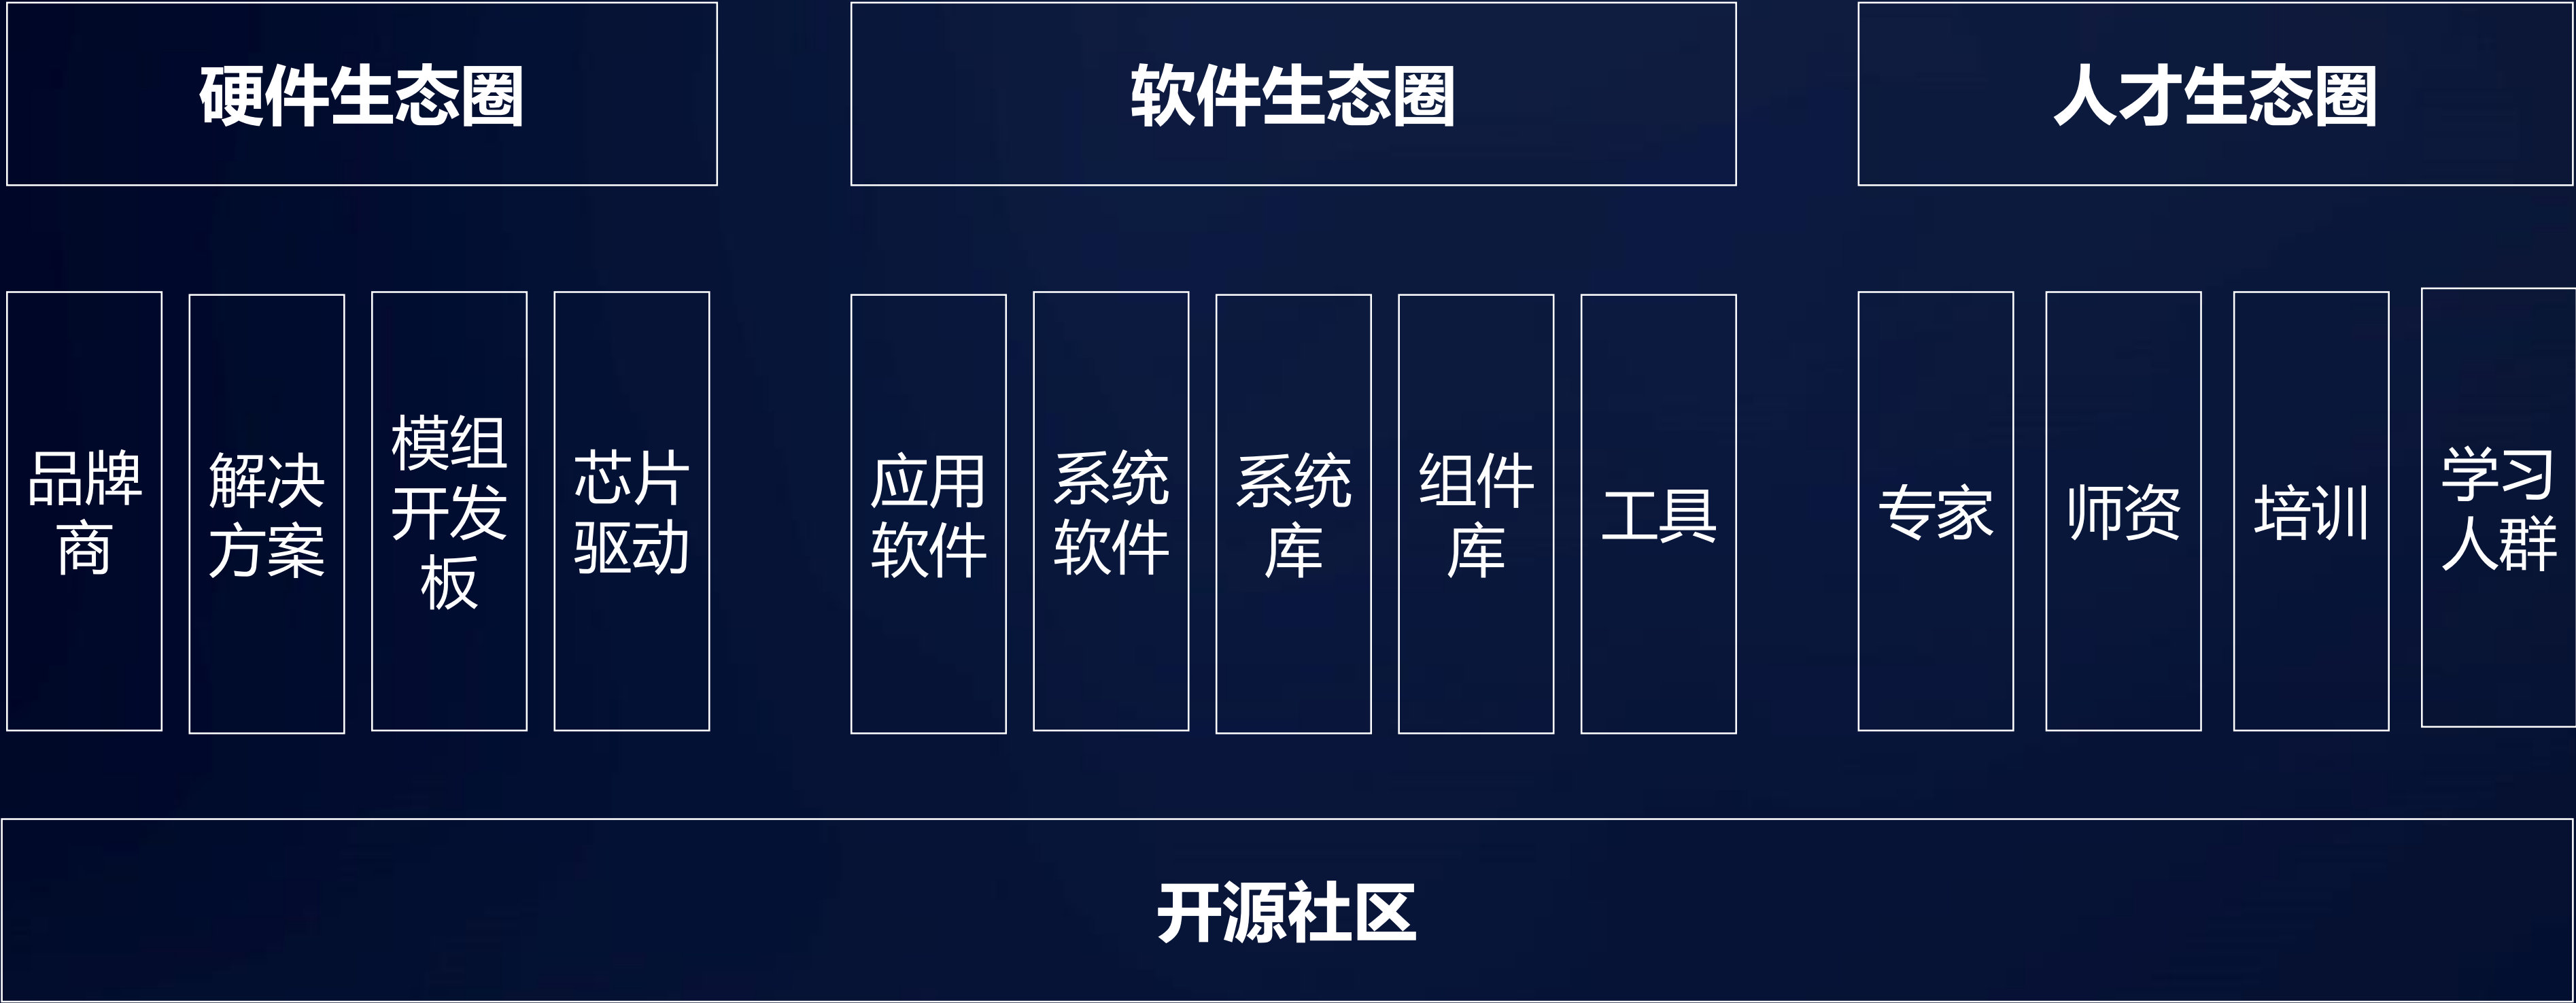 硬件生态圈
软件生态圈
人才生态圈
品牌
商
解决
方案
模组
开发
板
芯片
驱动
应用
软件
系统
软件
系统
库
组件
库
工具
专家
师资
培训
学习
人群
开源社区